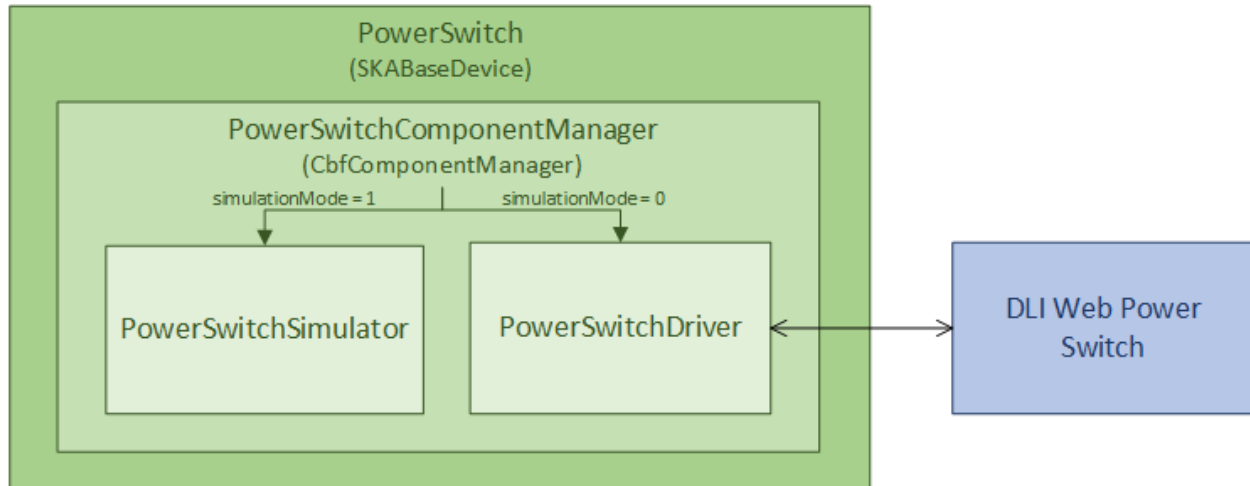 PowerSwitch
(SKABaseDevice)
PowerSwitchComponentManager
(CbfComponentManager)
simulationMode = 1
simulationMode = 0
PowerSwitchSimulator
PowerSwitchDriver
DLI Web Power
Switch